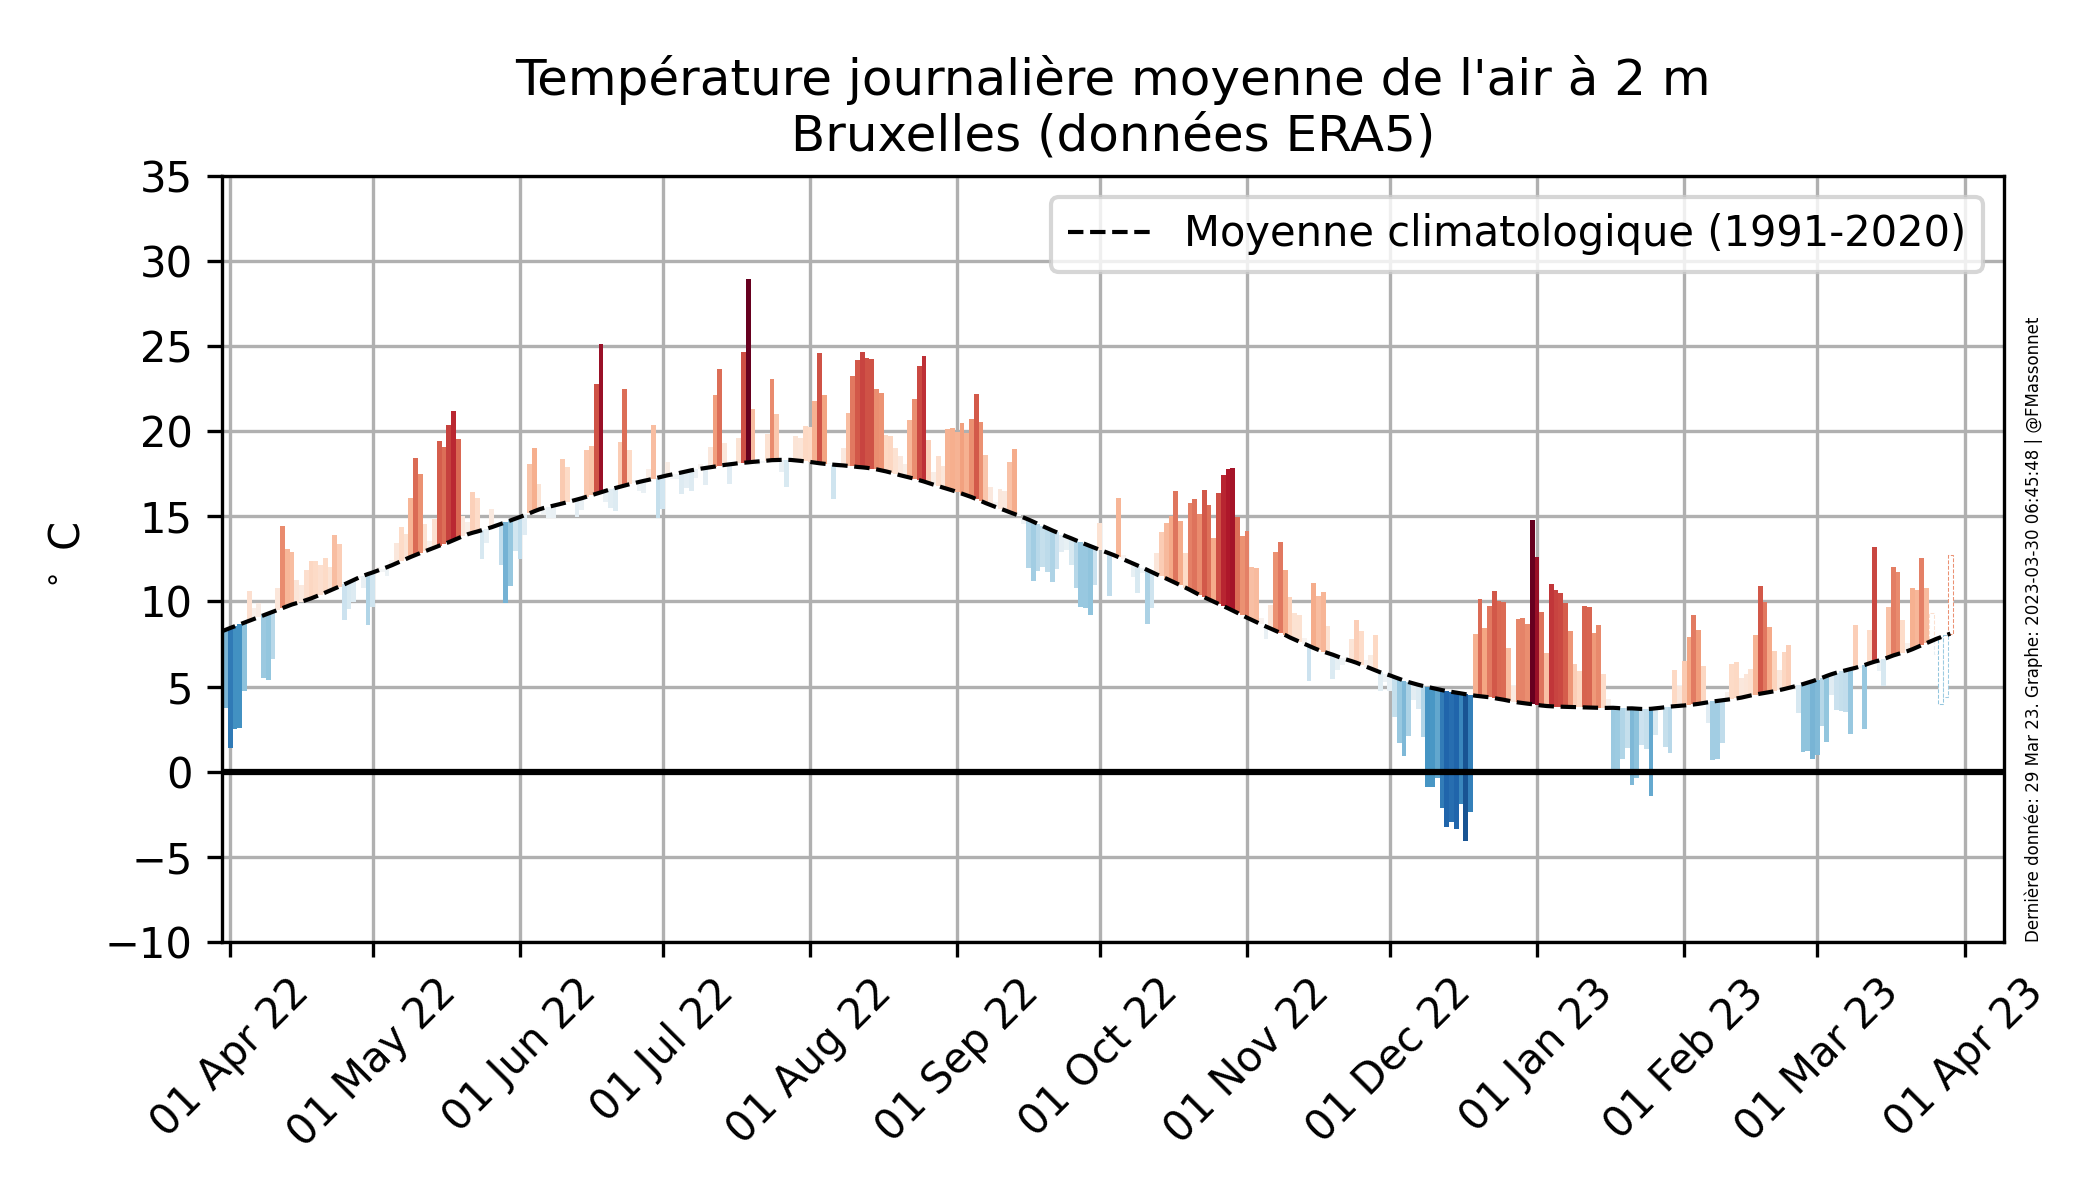 Température journalière moyenne de l'air à 2 m
Bruxelles (données ERA5)
Moyenne climatologique (1991-2020)
35
30
25
20
15
10
5
0
−5
−10
° C
01 Apr 22
01 May 22
01 Jun 22
01 Jul 22
01 Aug 22
01 Sep 22
01 Oct 22
01 Nov 22
01 Dec 22
01 Jan 23
01 Feb 23
01 Mar 23
01 Apr 23
Dernière donnée: 29 Mar 23. Graphe: 2023-03-30 06:45:48 | @FMassonnet